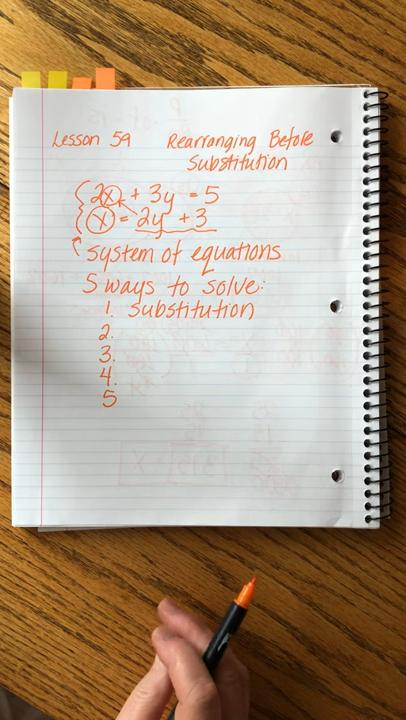 Lesson 59 Rearranging Before
Substitution
2x + 3y = 5
x = 2y + 3
system of equations
5 ways to solve:
1. substitution
2.
3.
4.
5